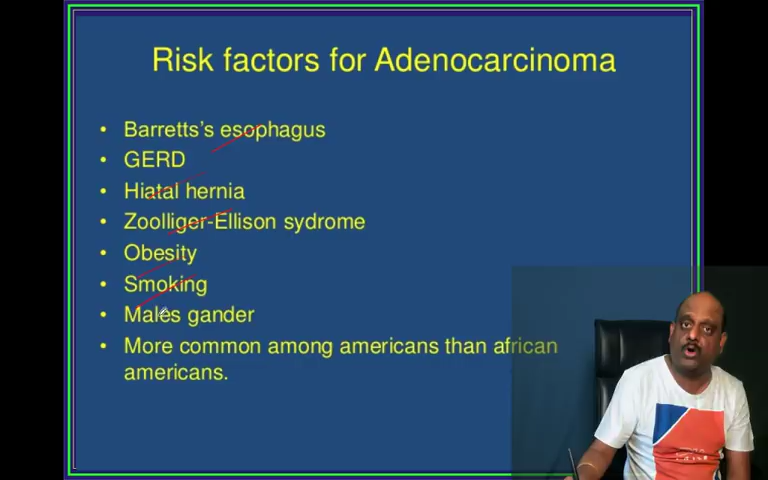 Risk factors for Adenocarcinoma
• Barretts's esophagus
• GERD
• Hiatal hernia
• Zoolliger-Ellison sydrome
• Obesity
• Smoking
• Males gander
• More common among americans than african
americans.